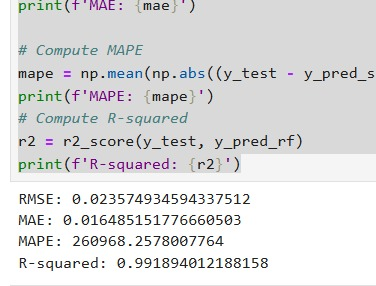 print(f'MAE: {mae}')
# Compute MAPE
mape = np.mean(np.abs((y_test - y_pred_s
print(f'MAPE: {mape}')
# Compute R-squared
r2 = r2_score(y_test, y_pred_rf)
print(f'R-squared: {r2}')
RMSE: 0.023574934594337512
MAE: 0.016485151776660503
MAPE: 260968.2578007764
R-squared: 0.991894012188158